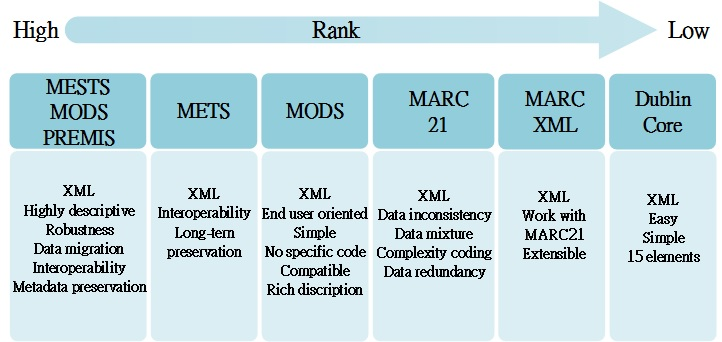 High Rank Low
MESTS
MODS
PREMIS
METS
MODS
MARC
21
MARC
XML
Dublin
Core
XML
Highly descriptive
Robustness
Data migration
Interoperability
Metadata preservation
XML
Interoperability
Long-tern
preservation
XML
End user oriented
Simple
No specific code
Compatible
Rich discription
XML
Data inconsistency
Data mixture
Complexity coding
Data redundancy
XML
Work with
MARC21
Extensible
XML
Easy
Simple
15 elements